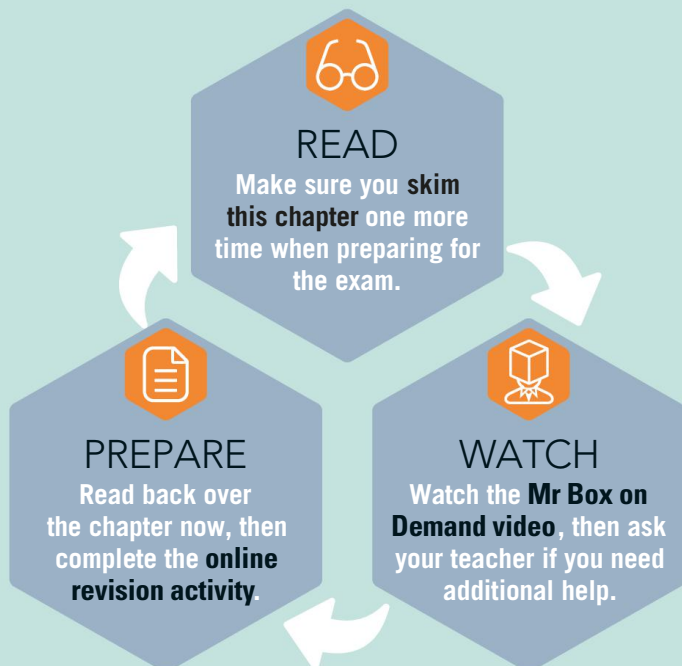 READ
Make sure you skim
this chapter one more
time when preparing for
the exam.
PREPARE
Read back over
the chapter now, then
complete the online
revision activity.
WATCH
Watch the Mr Box on
Demand video, then ask
your teacher if you need
additional help.